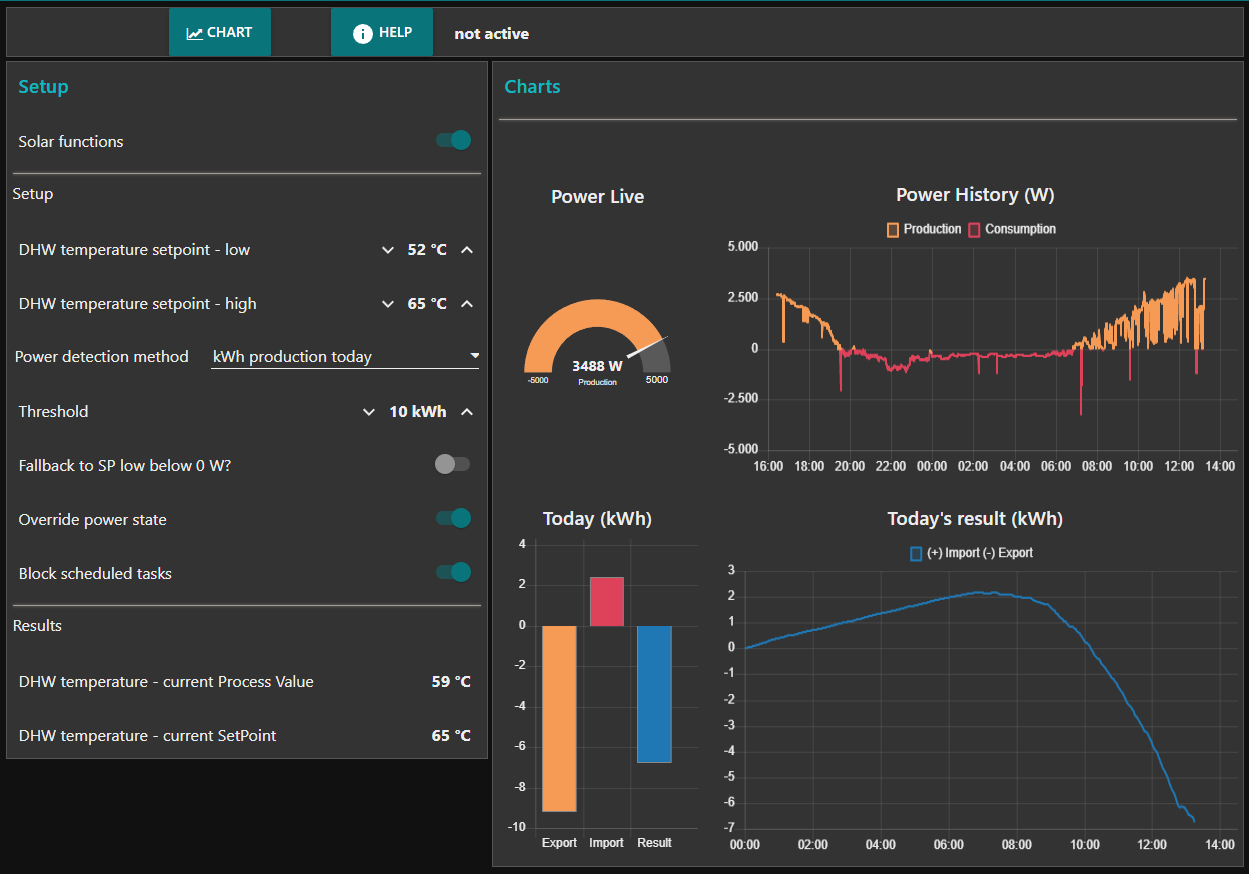 CHART
HELP
not active
Setup
Solar functions
Setup
DHW temperature setpoint - low
52 °C
DHW temperature setpoint - high
65 °C
Power detection method
kWh production today
Threshold
10 kWh
Fallback to SP low below 0 W?
Override power state
Block scheduled tasks
Results
DHW temperature - current Process Value
59 °C
DHW temperature - current SetPoint
65 °C
Charts
Power Live
3488 W
Production
-5000
5000
Power History (W)
Production
Consumption
5.000
2.500
0
-2.500
-5.000
16:00 18:00 20:00 22:00 00:00 02:00 04:00 06:00 08:00 10:00 12:00 14:00
Today (kWh)
4
2
0
-2
-4
-6
-8
-10
Export Import Result
Today's result (kWh)
(+) Import (-) Export
3
2
1
0
-1
-2
-3
-4
-5
-6
-7
00:00 02:00 04:00 06:00 08:00 10:00 12:00 14:00